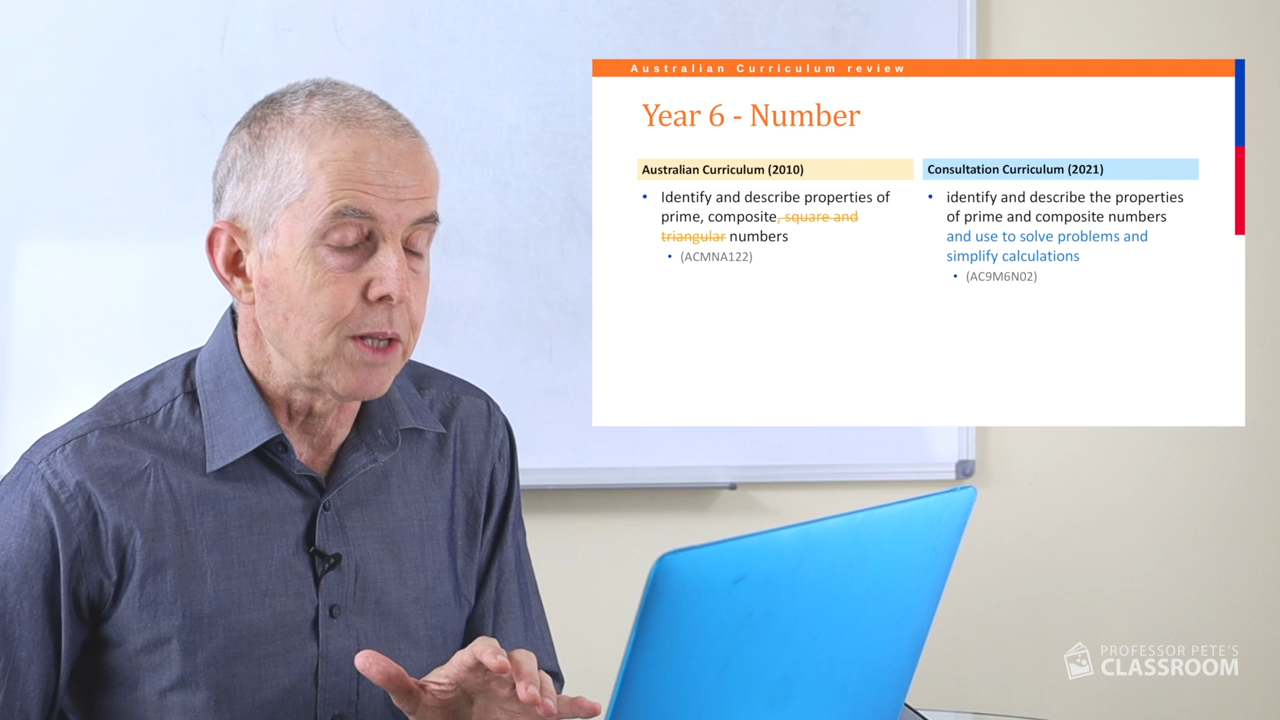 Australian Curriculum review
Year 6 - Number
Australian Curriculum (2010)
• Identify and describe properties of
prime, composite, square and
triangular numbers
• (ACMNA122)
Consultation Curriculum (2021)
• identify and describe the properties
of prime and composite numbers
and use to solve problems and
simplify calculations
• (AC9M6N02)
PROFESSOR PETE'S
CLASSROOM